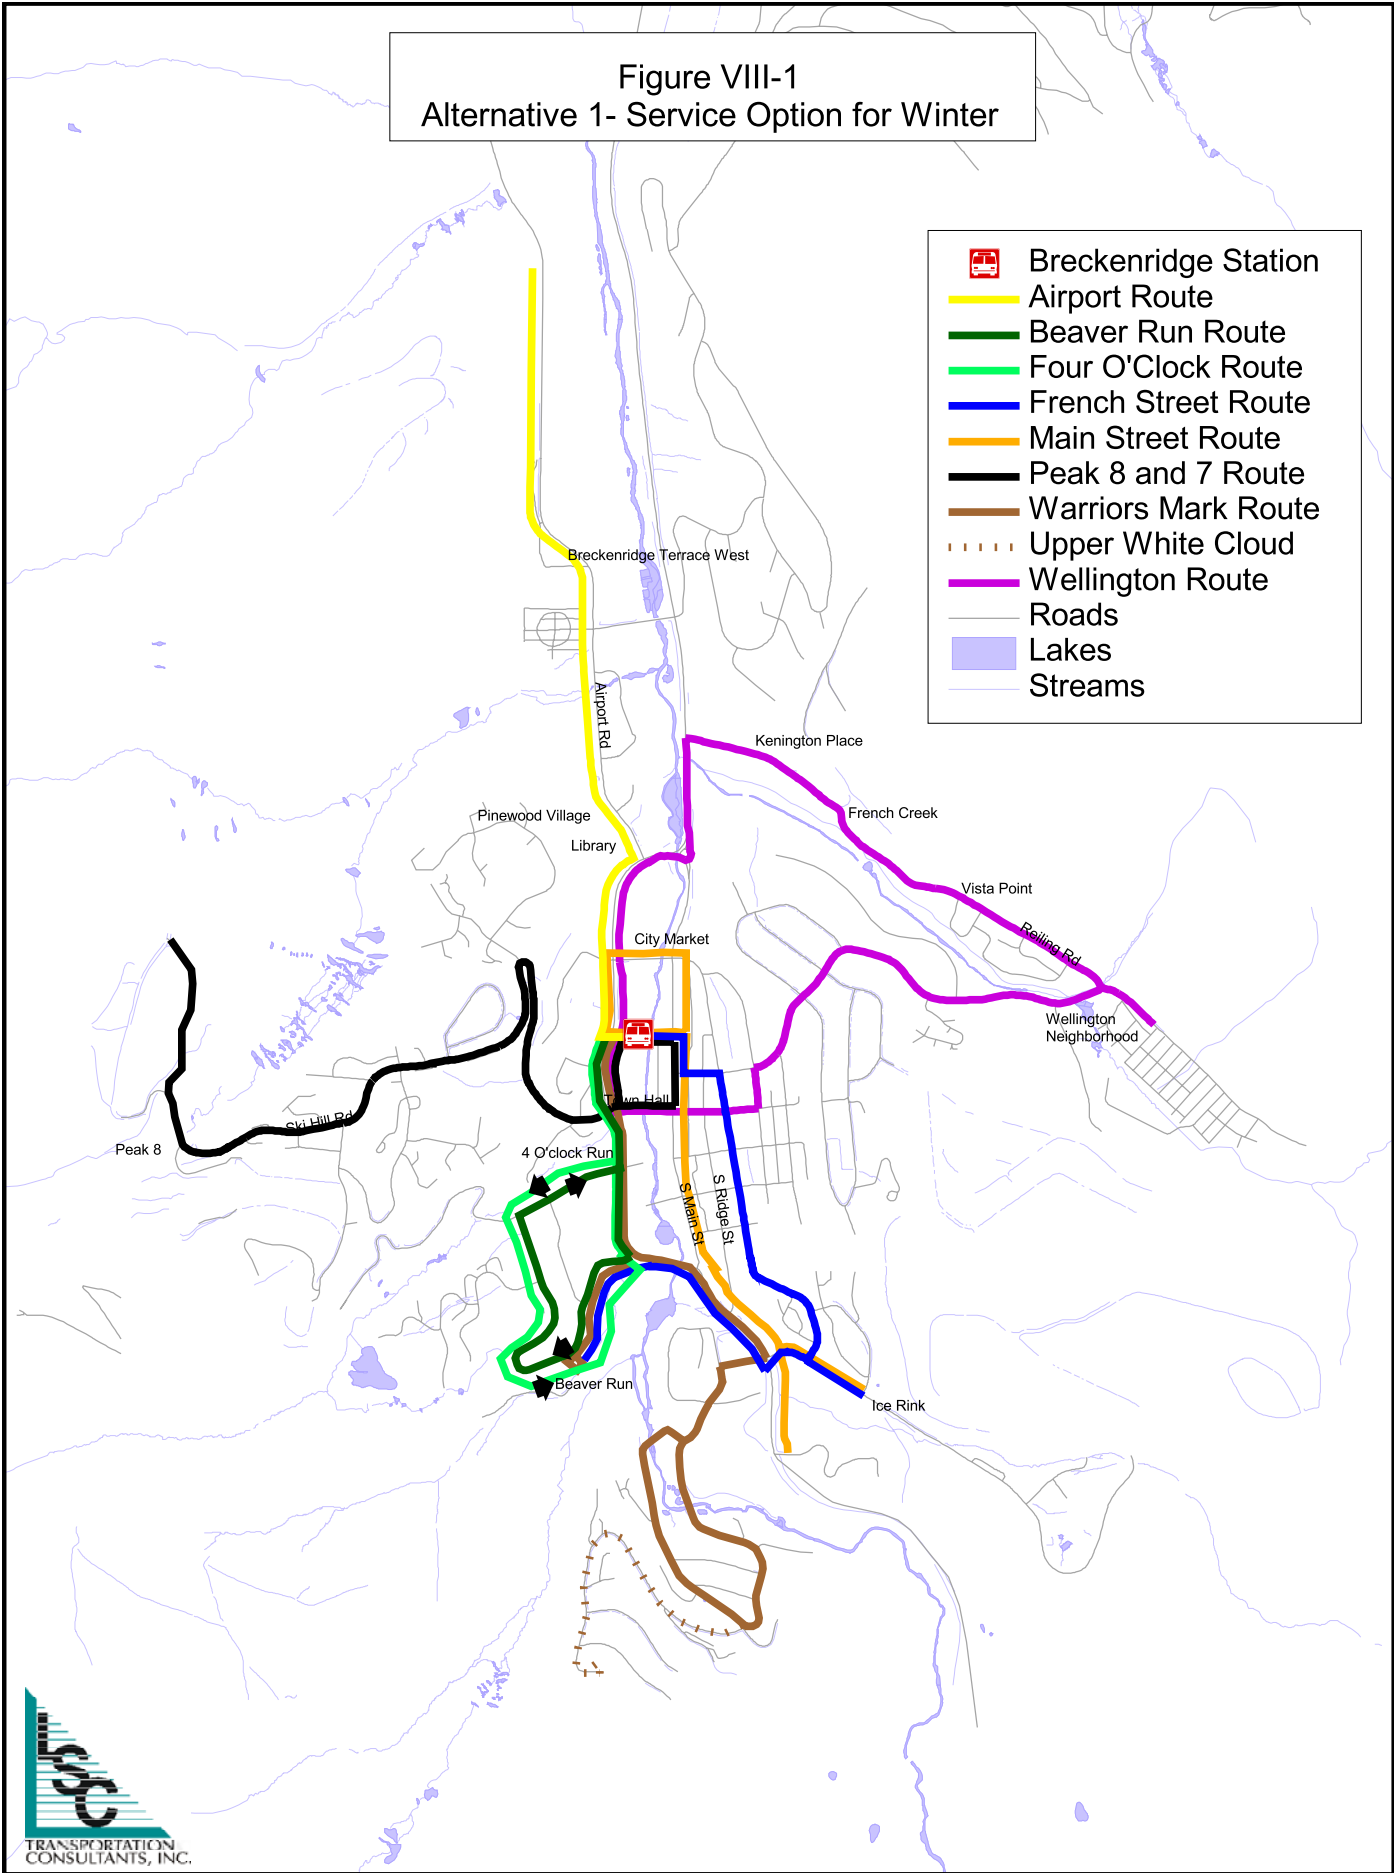 Figure VIII-1
Alternative 1- Service Option for Winter
Breckenridge Station
Airport Route
Beaver Run Route
Four O'Clock Route
French Street Route
Main Street Route
Peak 8 and 7 Route
Warriors Mark Route
Upper White Cloud
Wellington Route
Roads
Lakes
Streams
Breckenridge Terrace West
Airport Rd
Kenington Place
Pinewood Village
French Creek
Library
Vista Point
Reiling Rd
City Market
Wellington
Neighborhood
Town Hall
Ski Hill Rd
Peak 8
4 O'clock Run
S Main St
S Ridge St
Beaver Run
Ice Rink
LSC
TRANSPORTATION
CONSULTANTS, INC.